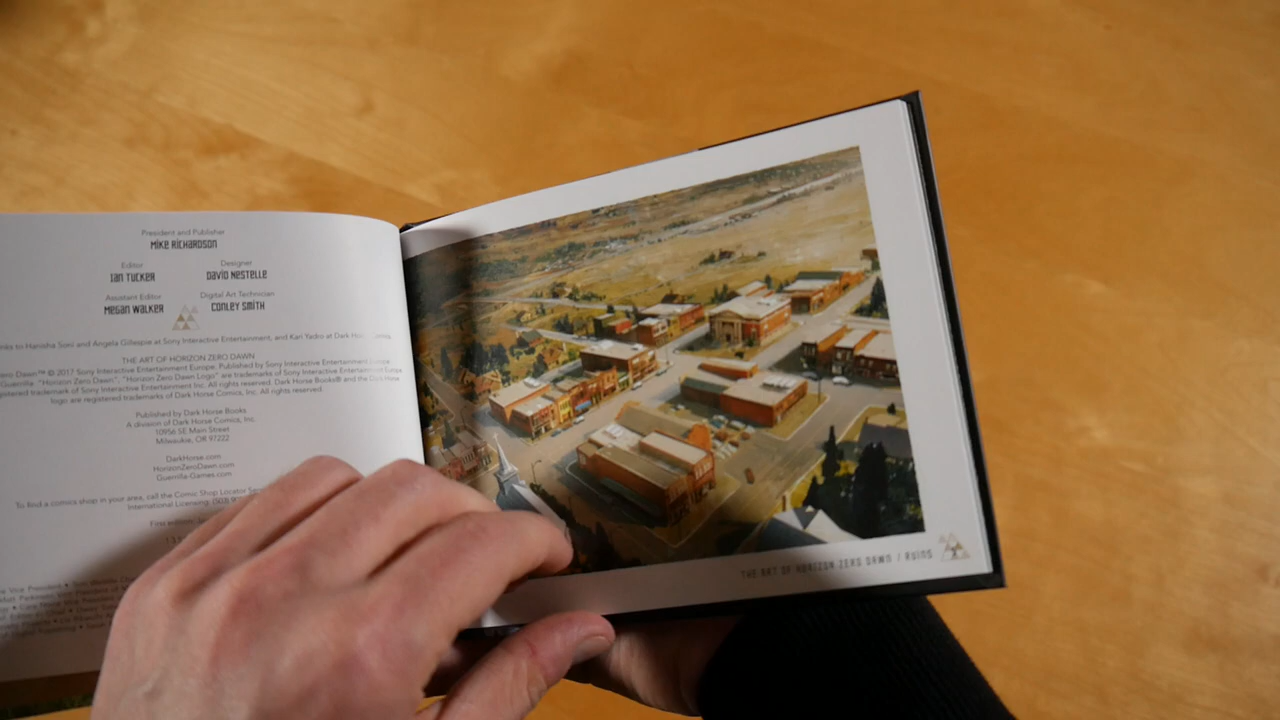 President and Publisher
MIKE RICHARDSON
Editor
IAN TUCKER
Designer
DAVID NESTELLE
Assistant Editor
MEGAN WALKER
Digital Art Technician
CONLEY SMITH
to Hanisha Soni and Angela Gillespie at Sony Interactive Entertainment, and Kari Yadro at Dark
THE ART OF HORIZON ZERO DAWN
Dawn™ © 2017 Sony Interactive Entertainment Europe. Published by Sony Interactive Entertainment Europe
Guerrilla. "Horizon Zero Dawn", "Horizon Zero Dawn Logo" are trademarks of Sony Interactive Entertainment Europe
registered trademark of Sony Interactive Entertainment Inc. All rights reserved. Dark Horse Books® and the Dark Horse
logo are registered trademarks of Dark Horse Comics, Inc. All rights reserved.
Published by Dark Horse Books
A division of Dark Horse Comics, Inc.
10956 SE Main Street
Milwaukie, OR 97222
DarkHorse.com
HorizonZeroDawn.com
Guerrilla-Games.com
To find a comics shop in your area, call the Comic Shop Locator
International Licensing: (503)
First edition:
Vice President •
THE ART OF HORIZON ZERO DAWN / RUINS